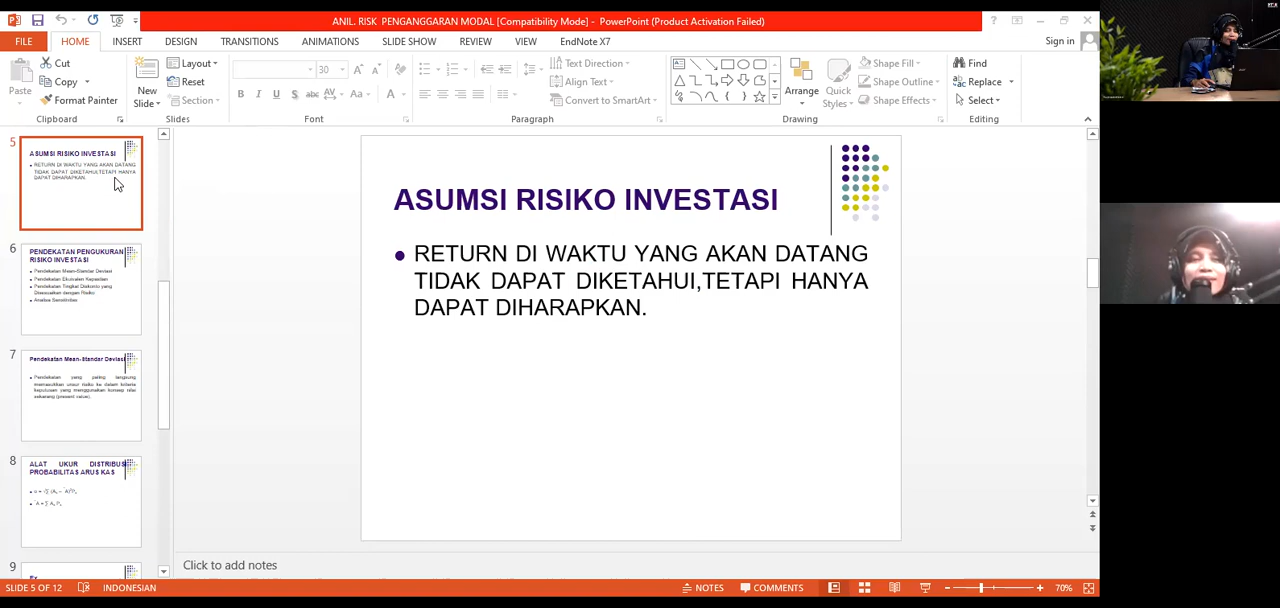 ANIL. RISK PENGANGGARAN MODAL [Compatibility Mode] - PowerPoint (Product Activation Failed)
FILE HOME INSERT DESIGN TRANSITIONS ANIMATIONS SLIDE SHOW REVIEW VIEW EndNote X7 Sign in
Paste
Cut
Copy
Format Painter
Clipboard
New Slide
Layout
Reset
Section
Slides
30
B I U S abc AV Aa A
Font
Text Direction
Align Text
Convert to SmartArt
Paragraph
Arrange
Quick Styles
Shape Fill
Shape Outline
Shape Effects
Drawing
Find
Replace
Select
Editing
5
ASUMSI RISIKO INVESTASI
RETURN DI WAKTU YANG AKAN DATANG
TIDAK DAPAT DIKETAHUI,TETAPI HANYA
DAPAT DIHARAPKAN.
6
PENDEKATAN PENGUKURAN
RISIKO INVESTASI
Pendekatan Mean-Standar Deviasi
Pendekatan Ekuivalen Kepastian
Pendekatan Tingkat Diskonto yang
Disesuaikan dengan Risiko
Analisa Sensitivitas
7
Pendekatan Mean-Standar Deviasi
Pendekatan yang paling langsung
memasukkan unsur risiko ke dalam kriteria
keputusan yang menggunakan konsep nilai
sekarang (present value).
8
ALAT UKUR DISTRIBUSI
PROBABILITAS ARUS KAS
9
ASUMSI RISIKO INVESTASI
RETURN DI WAKTU YANG AKAN DATANG
TIDAK DAPAT DIKETAHUI,TETAPI HANYA
DAPAT DIHARAPKAN.
Click to add notes
SLIDE 5 OF 12 INDONESIAN NOTES COMMENTS 70%